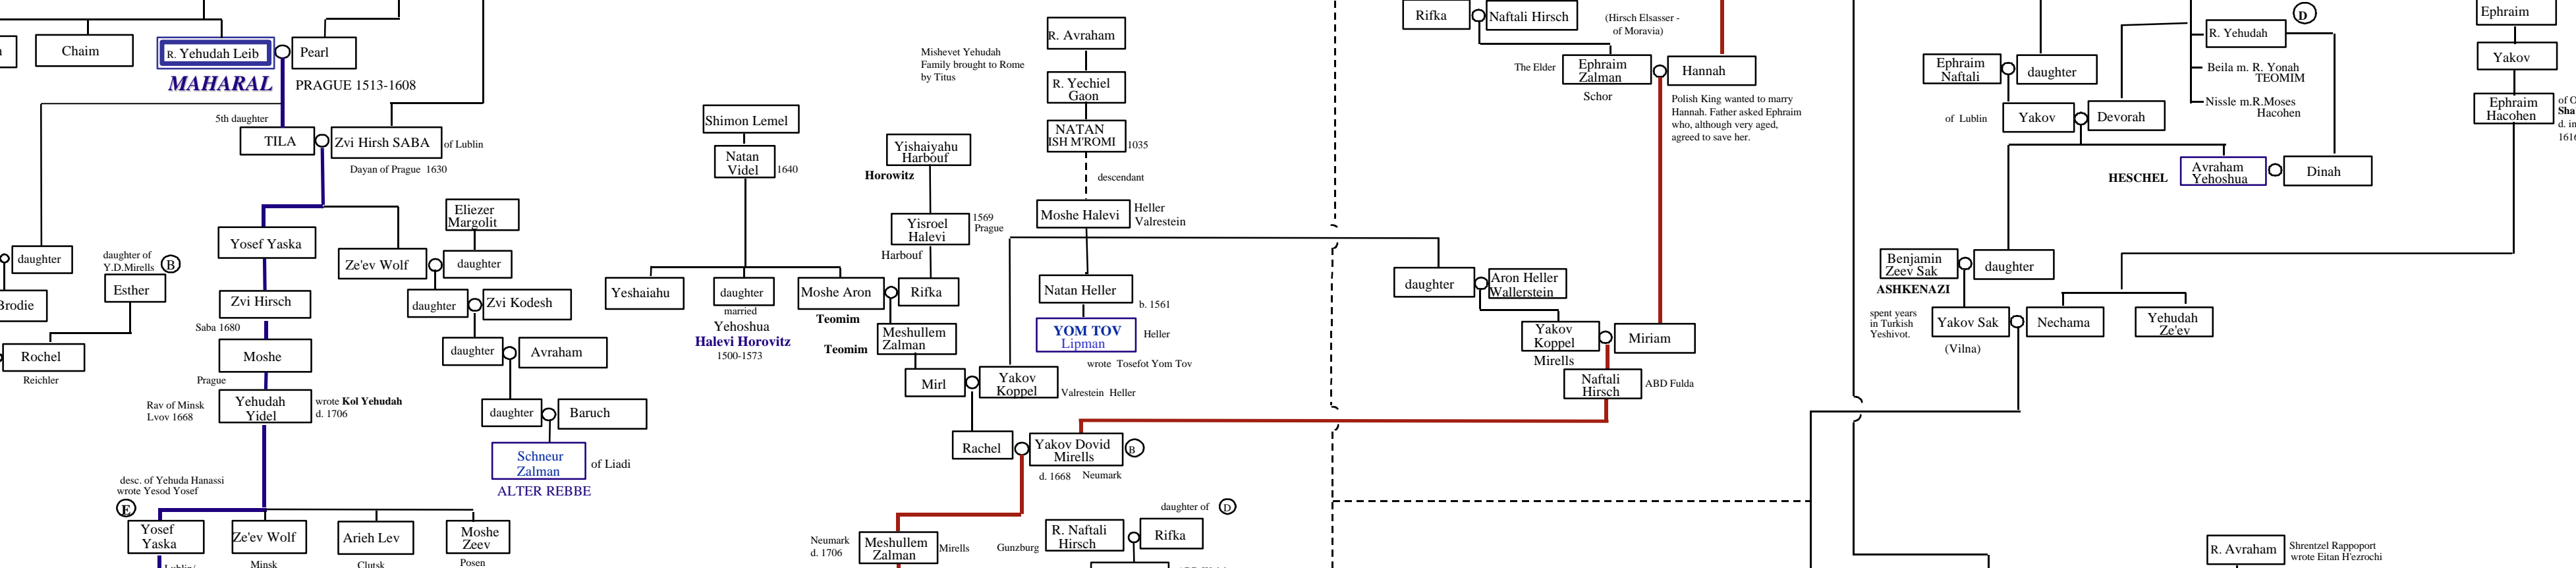 Chaim
R. Yehudah Leib
Pearl
MAHARAL
PRAGUE 1513-1608
5th daughter
TILA
Zvi Hirsh SABA
of Lublin
Dayan of Prague 1630
daughter
Brodie
daughter of
Y.D.Mirells
B
Esther
Rochel
Reichler
Yosef Yaska
Zvi Hirsch
Saba 1680
Moshe
Prague
Rav of Minsk
Lvov 1668
Yehudah
Yidel
wrote Kol Yehudah
d. 1706
desc. of Yehuda Hanassi
wrote Yesod Yosef
E
Yosef
Yaska
Ze'ev Wolf
Minsk
Arieh Lev
Clutsk
Moshe
Zeev
Posen
Lublin/
Eliezer
Margolit
Ze'ev Wolf
daughter
daughter
Zvi Kodesh
daughter
Avraham
daughter
Baruch
Schneur
Zalman
of Liadi
ALTER REBBE
Shimon Lemel
Natan
Videl
1640
Yeshaiahu
daughter
married
Yehoshua
Halevi Horovitz
1500-1573
Moshe Aron
Teomim
Rifka
Yishaiyahu
Harbouf
Horowitz
Yisroel
Halevi
1569
Prague
Harbouf
Meshullem
Zalman
Teomim
Mirl
Yakov
Koppel
Valrestein Heller
Mishevet Yehudah
Family brought to Rome
by Titus
R. Avraham
R. Yechiel
Gaon
NATAN
ISH M'ROMI
1035
descendant
Moshe Halevi
Heller
Valrestein
Natan Heller
b. 1561
YOM TOV
Lipman
Heller
wrote Tosefot Yom Tov
Rachel
Yakov Dovid
Mirells
B
d. 1668 Neumark
Neumark
d. 1706
Meshullem
Zalman
Mirells
daughter of
D
Gunzburg
R. Naftali
Hirsch
Rifka
Rifka
Naftali Hirsch
(Hirsch Elsasser -
of Moravia)
The Elder
Ephraim
Zalman
Schor
Hannah
Polish King wanted to marry
Hannah. Father asked Ephraim
who, although very aged,
agreed to save her.
daughter
Aron Heller
Wallerstein
Yakov
Koppel
Mirells
Miriam
Naftali
Hirsch
ABD Fulda
Ephraim
Naftali
daughter
of Lublin
Yakov
Devorah
D
R. Yehudah
Beila m. R. Yonah
TEOMIM
Nissle m.R.Moses
Hacohen
HESCHEL
Avraham
Yehoshua
Dinah
Benjamin
Zeev Sak
daughter
ASHKENAZI
spent years
in Turkish
Yeshivot.
Yakov Sak
(Vilna)
Nechama
Yehudah
Ze'ev
Ephraim
Yakov
Ephraim
Hacohen
of O
Sha
d. in
1616
R. Avraham
Shrentzel Rappoport
wrote Eitan H'ezrochi